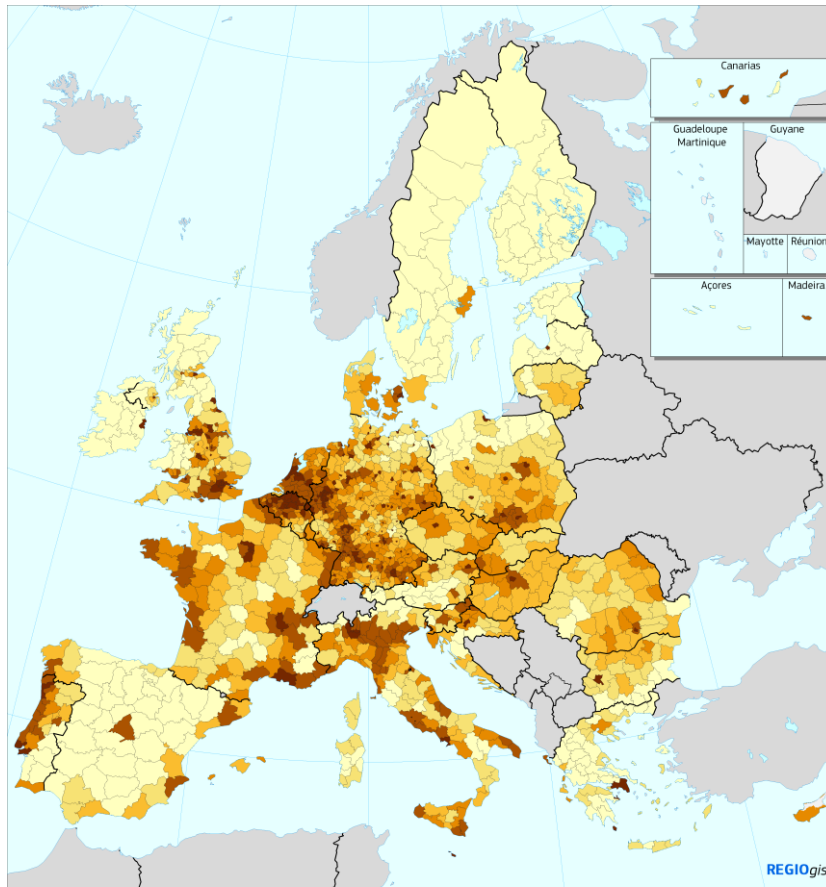 Canarias
Guadeloupe
Martinique
Guyane
Mayotte
Réunion
Açores
Madeira
REGIOgis